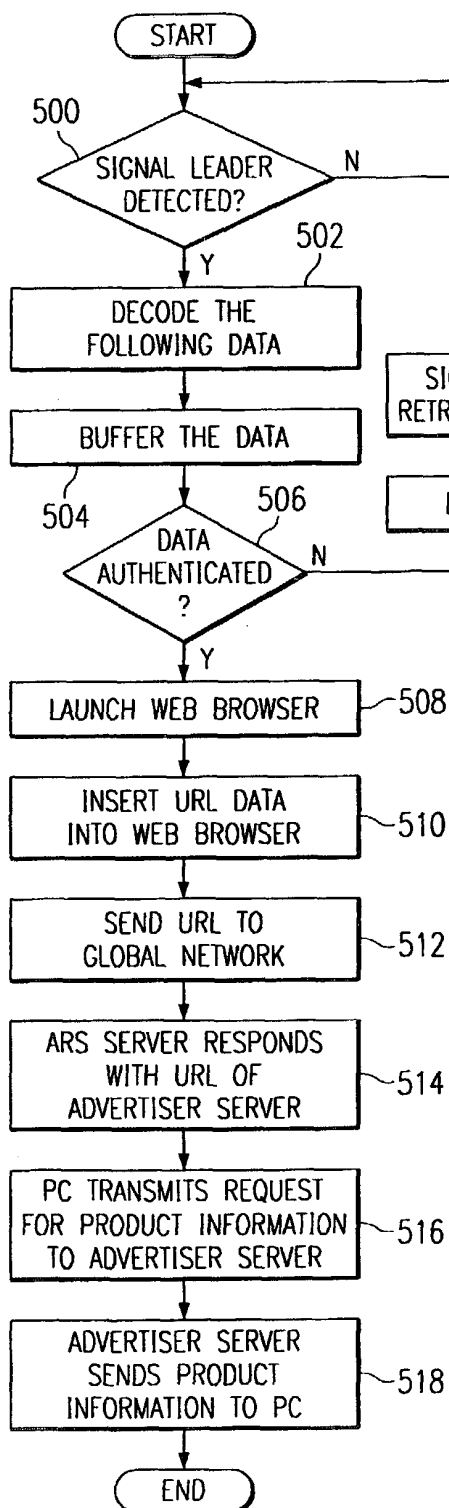 START
500
SIGNAL LEADER
DETECTED?
N
Y
502
DECODE THE
FOLLOWING DATA
BUFFER THE DATA
504
506
DATA
AUTHENTICATED
?
N
Y
LAUNCH WEB BROWSER
508
INSERT URL DATA
INTO WEB BROWSER
510
SEND URL TO
GLOBAL NETWORK
512
ARS SERVER RESPONDS
WITH URL OF
ADVERTISER SERVER
514
PC TRANSMITS REQUEST
FOR PRODUCT INFORMATION
TO ADVERTISER SERVER
516
ADVERTISER SERVER
SENDS PRODUCT
INFORMATION TO PC
518
END